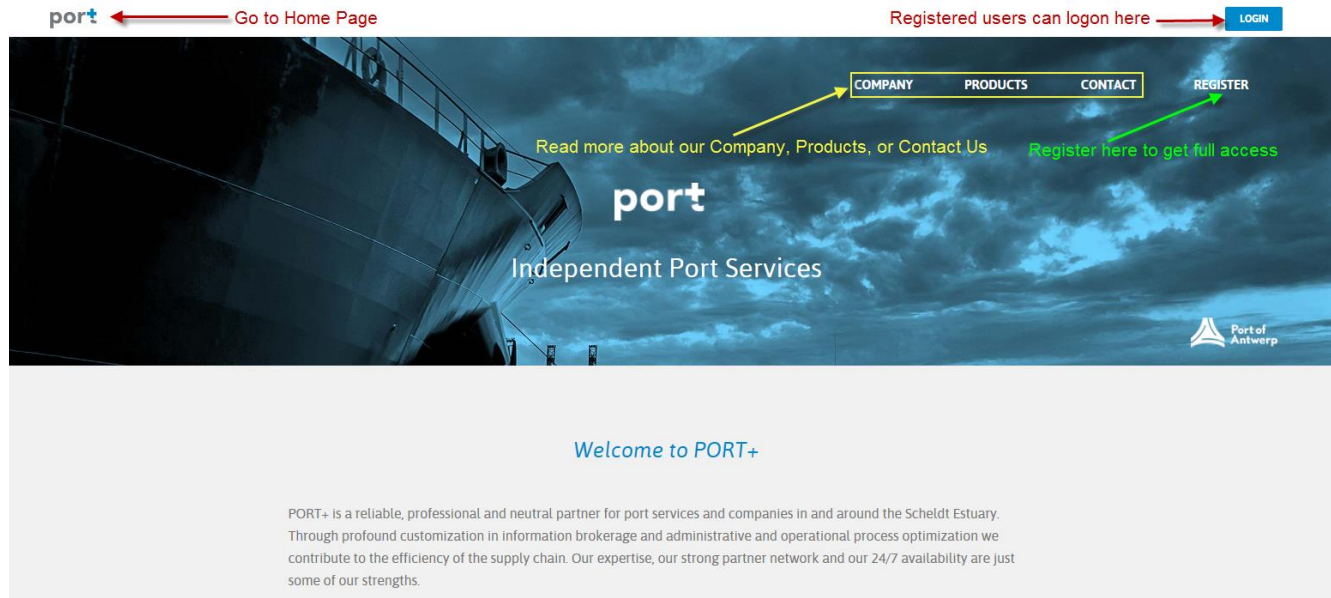 port Go to Home Page Registered users can logon here LOGIN
COMPANY PRODUCTS CONTACT REGISTER
Read more about our Company, Products, or Contact Us Register here to get full access
port
Independent Port Services
Port of
Antwerp
Welcome to PORT+
PORT+ is a reliable, professional and neutral partner for port services and companies in and around the Scheldt Estuary.
Through profound customization in information brokerage and administrative and operational process optimization we
contribute to the efficiency of the supply chain. Our expertise, our strong partner network and our 24/7 availability are just
some of our strengths.